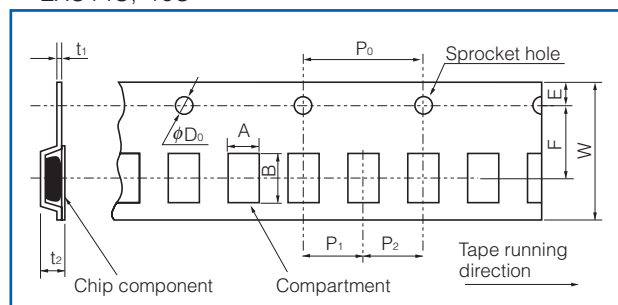 t1
P0
Sprocket hole
E
ϕD0
A
B
F
W
t2
P1
P2
Tape running
direction
Chip component
Compartment